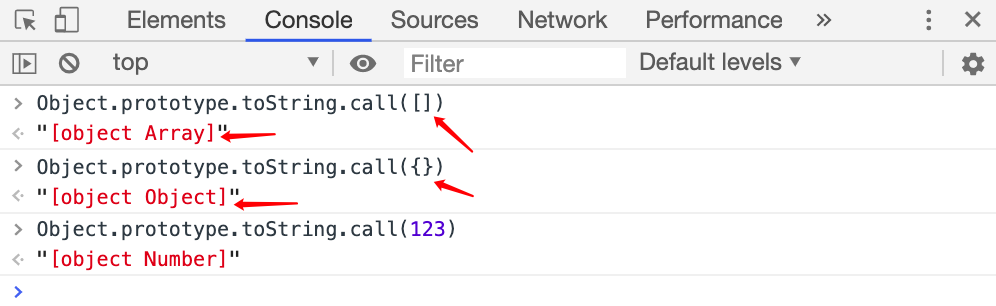 Elements Console Sources Network Performance »
top Filter Default levels
> Object.prototype.toString.call([])
"[object Array]"
> Object.prototype.toString.call({})
"[object Object]"
> Object.prototype.toString.call(123)
"[object Number]"
>